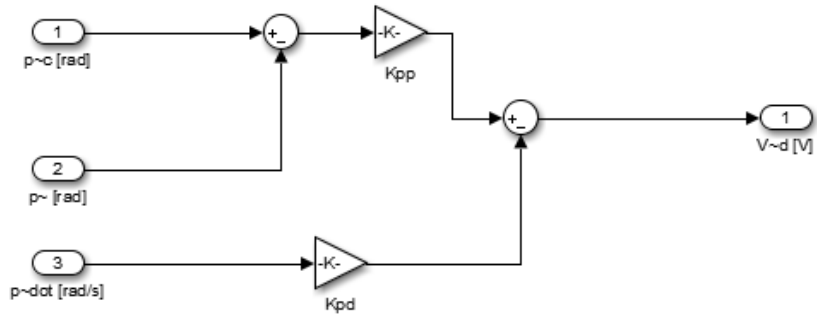 1
p~c [rad]
+
_
-K-
Kpp
+
_
1
V~d [V]
2
p~ [rad]
3
p~dot [rad/s]
-K-
Kpd